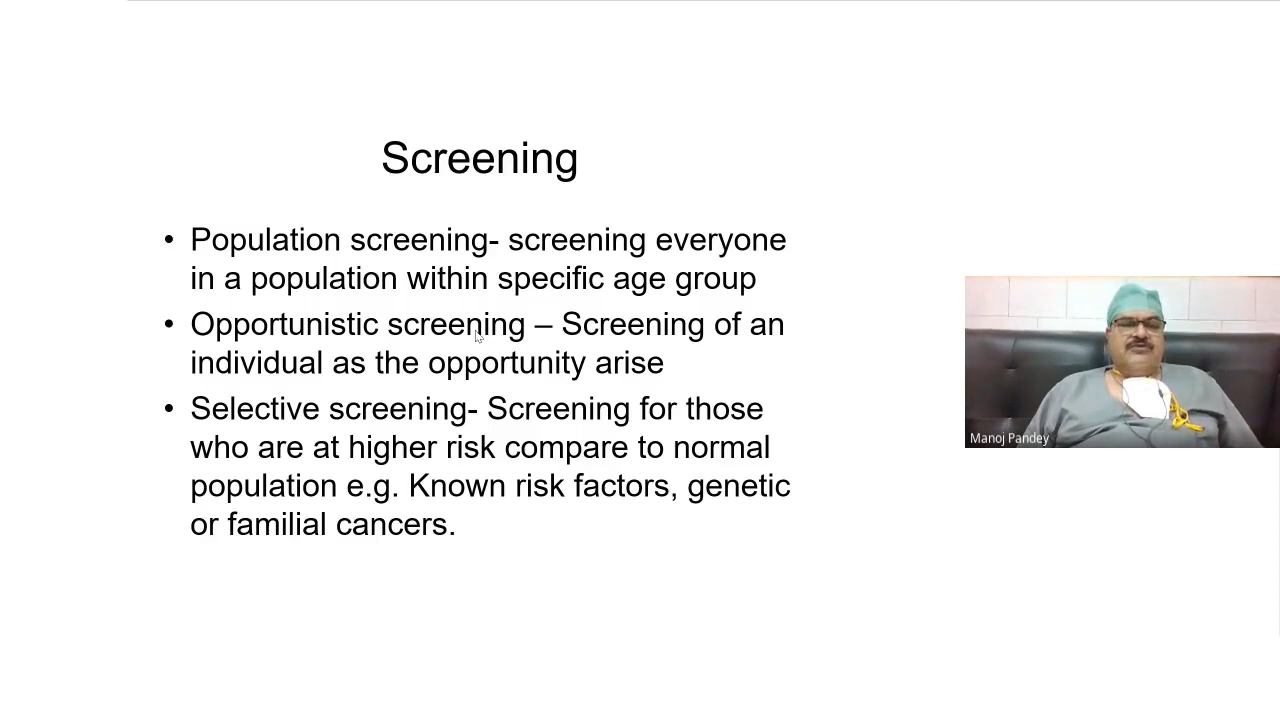 Screening
• Population screening- screening everyone
in a population within specific age group
• Opportunistic screening – Screening of an
individual as the opportunity arise
• Selective screening- Screening for those
who are at higher risk compare to normal
population e.g. Known risk factors, genetic
or familial cancers.
Manoj Pandey